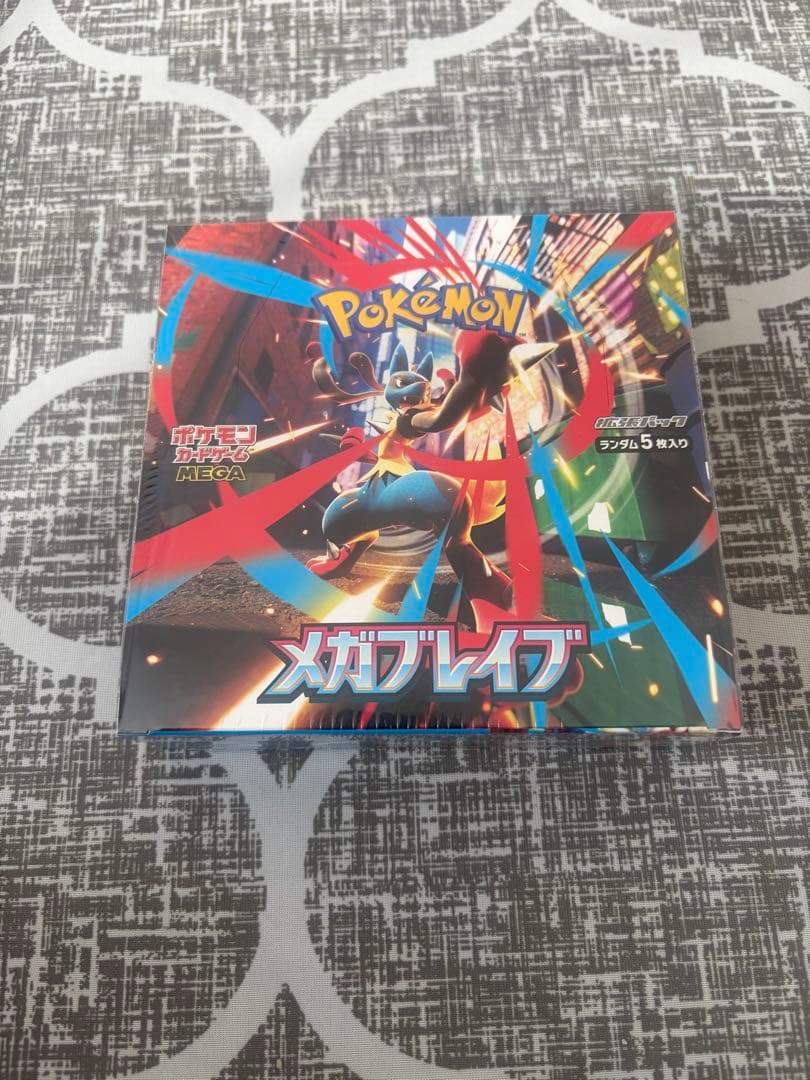 POKÉMON
ポケモン
カードゲーム
MEGA
拡張パック
ランダム5枚入り
メガブレイブ